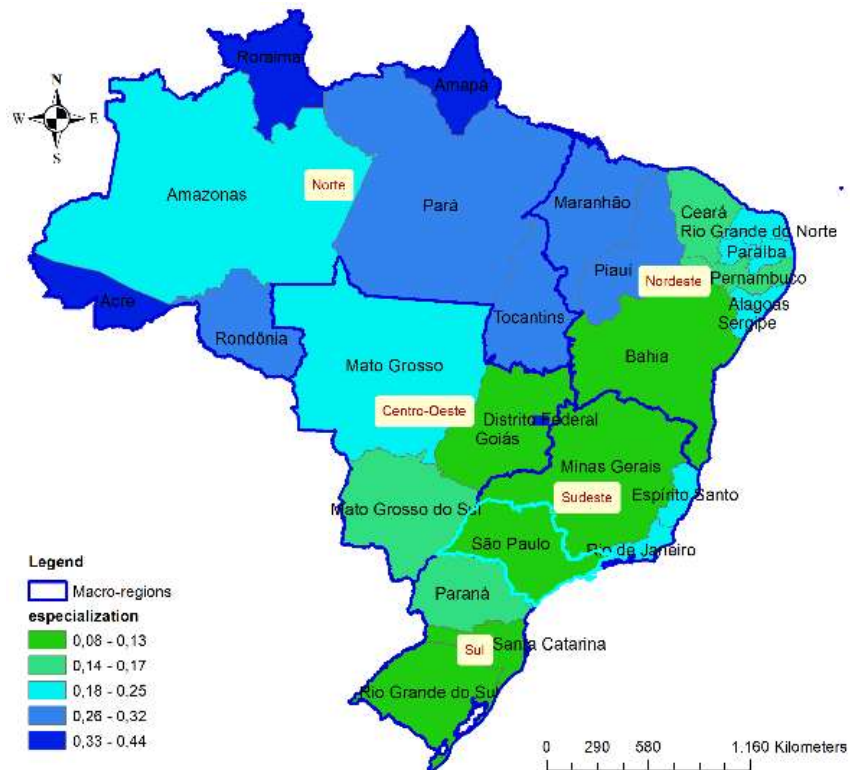 Roraima
Amapá
N
W E
S
Norte
Amazonas
Pará
Maranhão
Ceará
Rio Grande do Norte
Paraíba
Piauí
Nordeste
Pernambuco
Acre
Alagoas
Tocantins
Sergipe
Rondônia
Bahia
Mato Grosso
Centro-Oeste
Distrito Federal
Goiás
Minas Gerais
Sudeste
Espírito Santo
Mato Grosso do Sul
São Paulo
Rio de Janeiro
Legend
Macro-regions
Paraná
especialization
0,08 - 0,13
Santa Catarina
Sul
0,14 - 0,17
0,18 - 0,25
Rio Grande do Sul
0,26 - 0,32
0,33 - 0,44
0 290 580 1.160 Kilometers